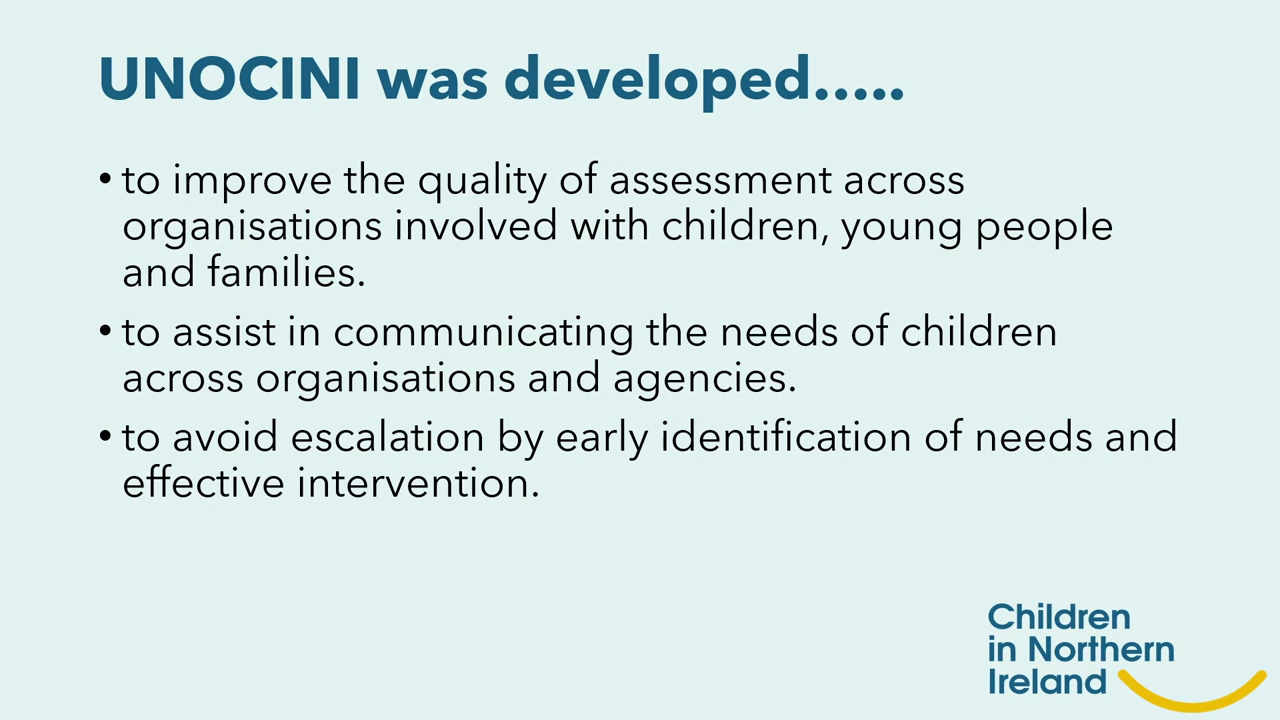 UNOCINI was developed.....
• to improve the quality of assessment across
organisations involved with children, young people
and families.
• to assist in communicating the needs of children
across organisations and agencies.
• to avoid escalation by early identification of needs and
effective intervention.
Children
in Northern
Ireland